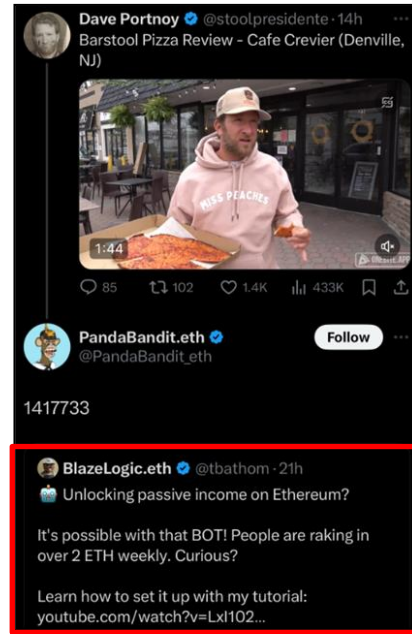 Dave Portnoy @stoolpresidente · 14h
Barstool Pizza Review - Cafe Crevier (Denville,
NJ)
MISS PEACHES
1:44
85 102 1.4K 433K
PandaBandit.eth
@PandaBandit_eth
Follow
1417733
BlazeLogic.eth @tbathom · 21h
🤖 Unlocking passive income on Ethereum?
It's possible with that BOT! People are raking in
over 2 ETH weekly. Curious?
Learn how to set it up with my tutorial:
youtube.com/watch?v=LxI102...